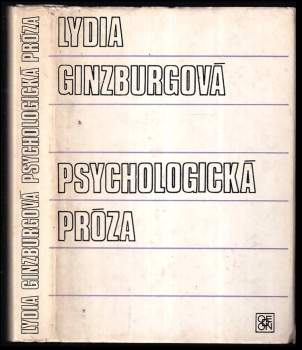 LYDIA GINZBURGOVÁ PSYCHOLOGICKÁ PRÓZA
LYDIA
GINZBURGOVÁ
PSYCHOLOGICKÁ
PRÓZA
ODEON